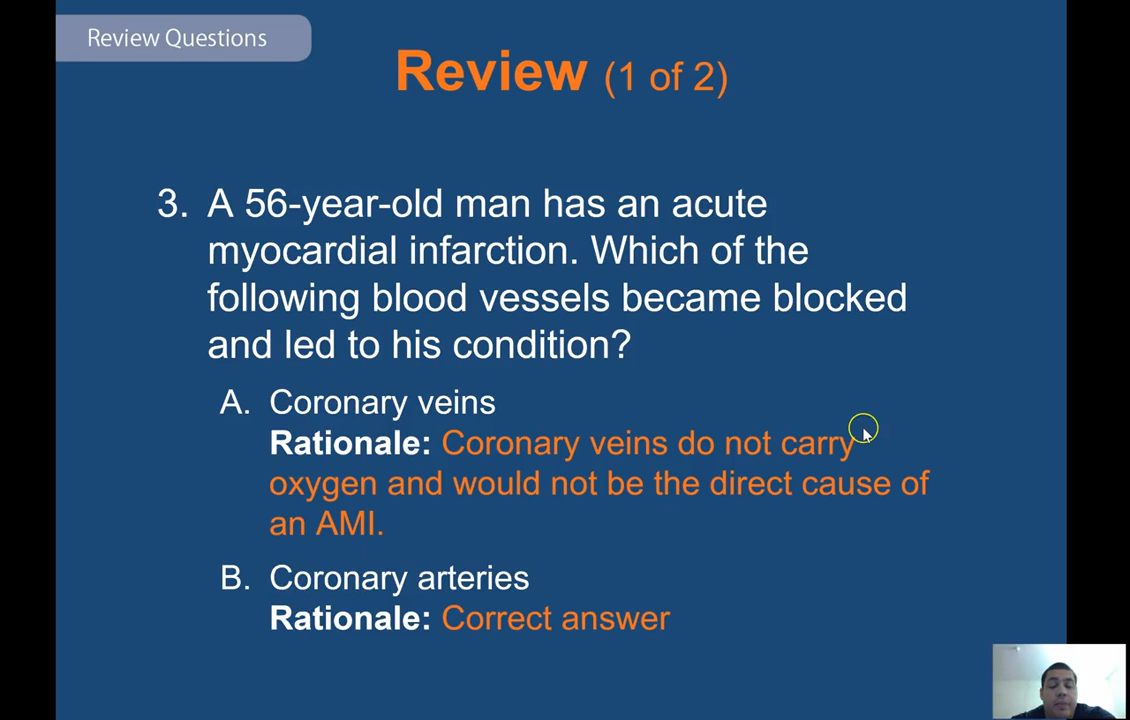 Review Questions
Review (1 of 2)
3. A 56-year-old man has an acute
myocardial infarction. Which of the
following blood vessels became blocked
and led to his condition?
A. Coronary veins
Rationale: Coronary veins do not carry
oxygen and would not be the direct cause of
an AMI.
B. Coronary arteries
Rationale: Correct answer